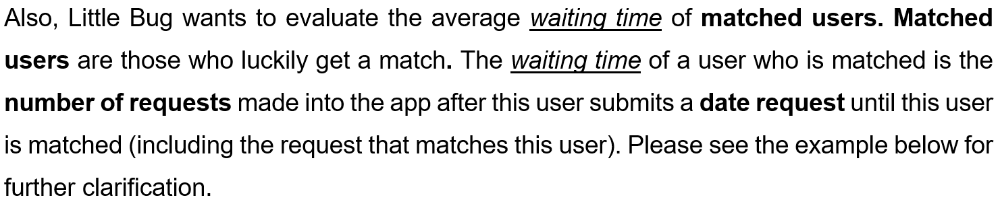 Also, Little Bug wants to evaluate the average waiting time of matched users. Matched
users are those who luckily get a match. The waiting time of a user who is matched is the
number of requests made into the app after this user submits a date request until this user
is matched (including the request that matches this user). Please see the example below for
further clarification.